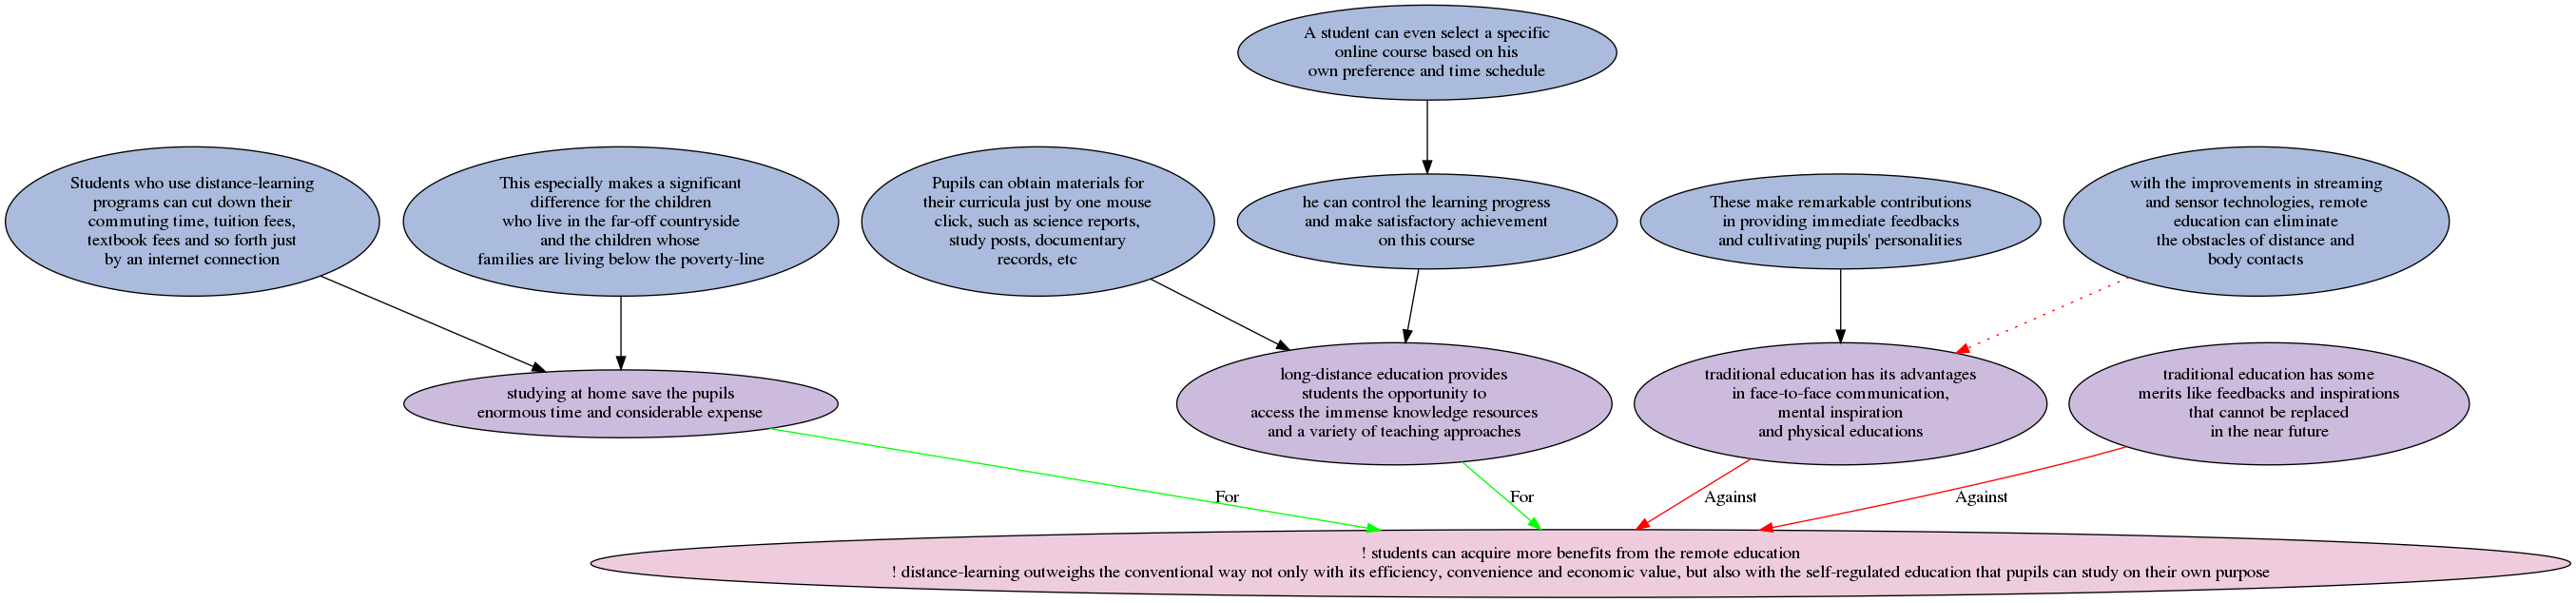 A student can even select a specific
online course based on his
own preference and time schedule
Students who use distance-learning
programs can cut down their
commuting time, tuition fees,
textbook fees and so forth just
by an internet connection
This especially makes a significant
difference for the children
who live in the far-off countryside
and the children whose
families are living below the poverty-line
Pupils can obtain materials for
their curricula just by one mouse
click, such as science reports,
study posts, documentary
records, etc
he can control the learning progress
and make satisfactory achievement
on this course
These make remarkable contributions
in providing immediate feedbacks
and cultivating pupils' personalities
with the improvements in streaming
and sensor technologies, remote
education can eliminate
the obstacles of distance and
body contacts
studying at home save the pupils
enormous time and considerable expense
long-distance education provides
students the opportunity to
access the immense knowledge resources
and a variety of teaching approaches
traditional education has its advantages
in face-to-face communication,
mental inspiration
and physical educations
traditional education has some
merits like feedbacks and inspirations
that cannot be replaced
in the near future
For
For
Against
Against
! students can acquire more benefits from the remote education
! distance-learning outweighs the conventional way not only with its efficiency, convenience and economic value, but also with the self-regulated education that pupils can study on their own purpose